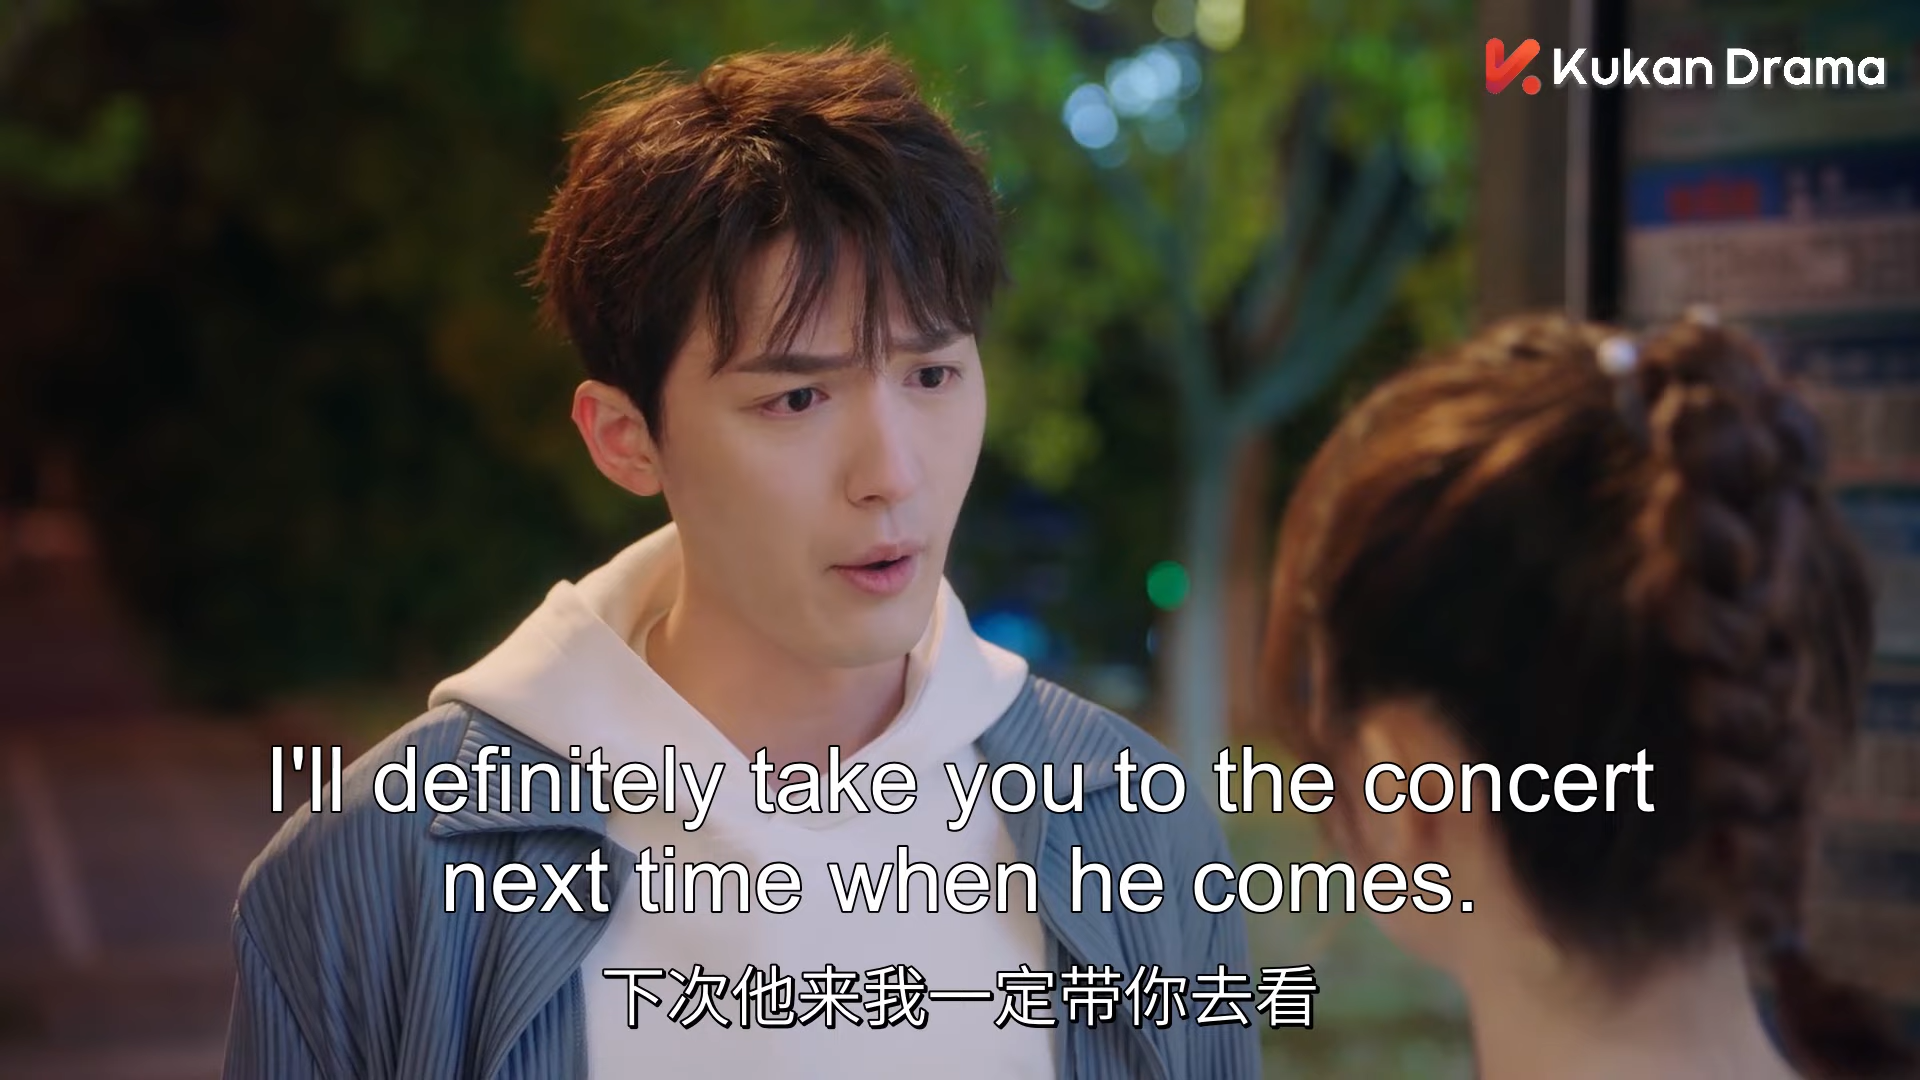 Kukan Drama
I'll definitely take you to the concert
next time when he comes.
下次他来我一定带你去看